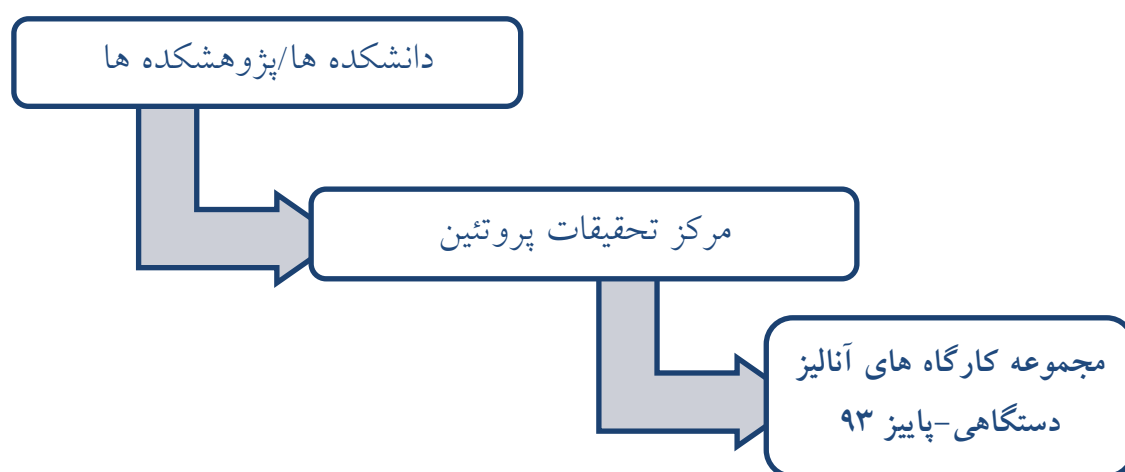 دانشکده ها/پژوهشکده ها
مرکز تحقیقات پروتئین
مجموعه کارگاه های آنالیز
دستگاهی-پاییز ۹۳